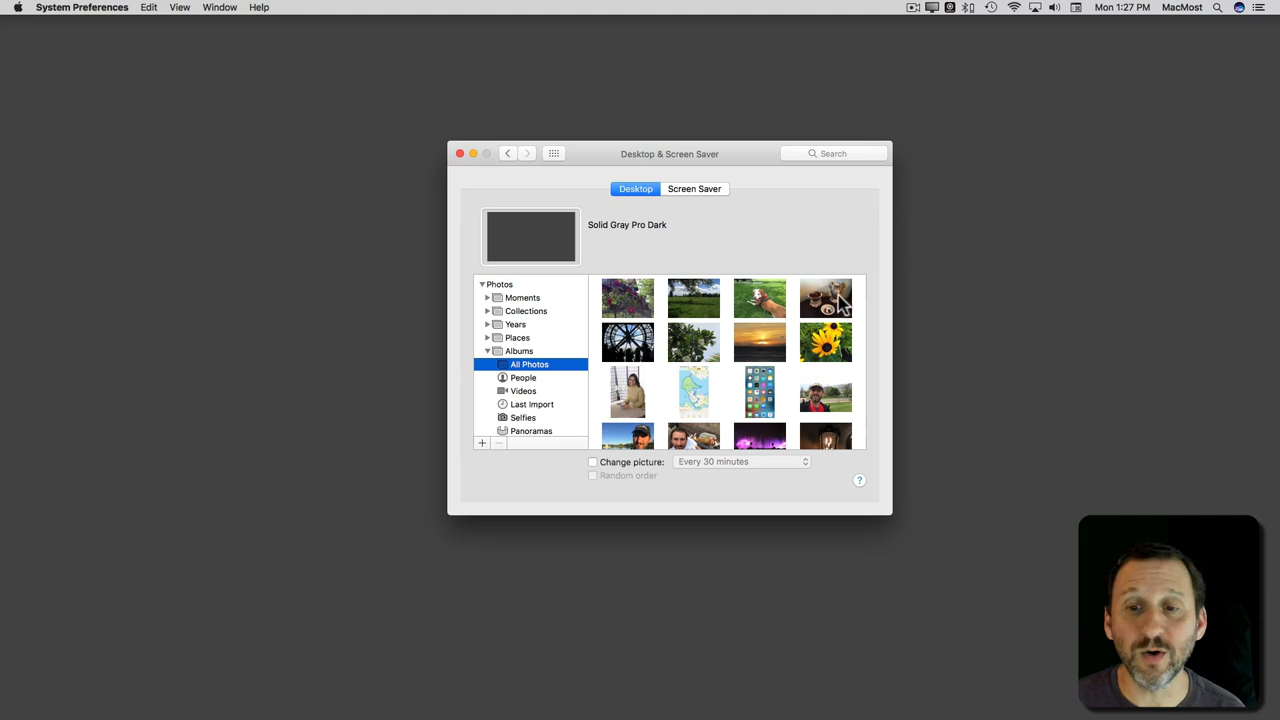 System Preferences Edit View Window Help Mon 1:27 PM MacMost
Desktop & Screen Saver
Search
Desktop Screen Saver
Solid Gray Pro Dark
Photos
Moments
Collections
Years
Places
Albums
All Photos
People
Videos
Last Import
Selfies
Panoramas
+ −
Change picture: Every 30 minutes
Random order
?